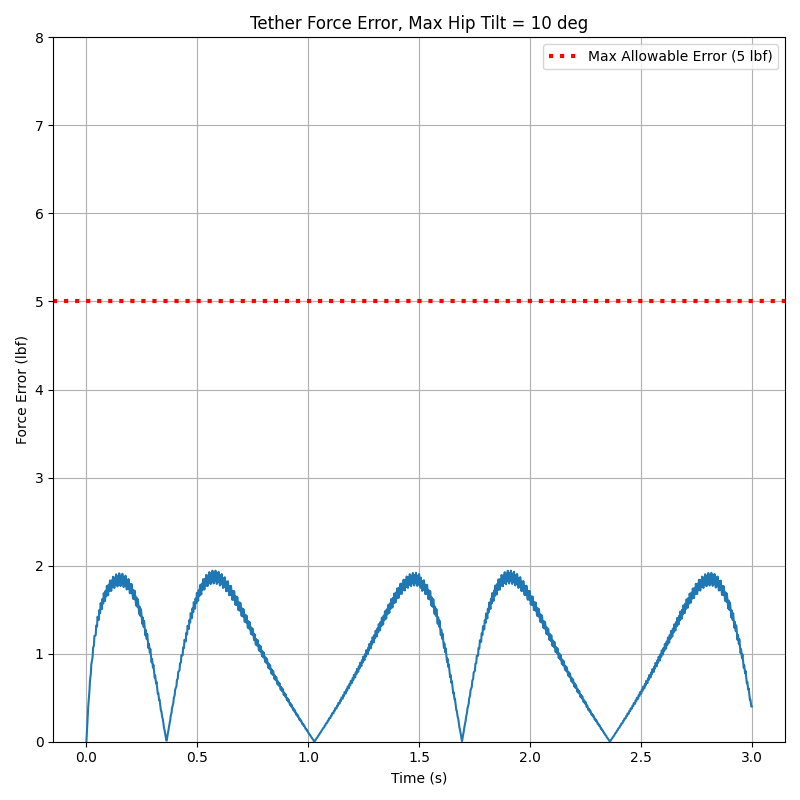 Tether Force Error, Max Hip Tilt = 10 deg
Max Allowable Error (5 lbf)
8
7
6
5
4
3
2
1
0
Force Error (lbf)
0.0 0.5 1.0 1.5 2.0 2.5 3.0
Time (s)